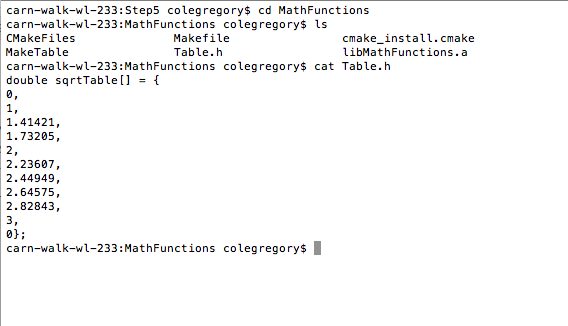 carn-walk-wl-233:Step5 colegregory$ cd MathFunctions
carn-walk-wl-233:MathFunctions colegregory$ ls
CMakeFiles Makefile cmake_install.cmake
MakeTable Table.h libMathFunctions.a
carn-walk-wl-233:MathFunctions colegregory$ cat Table.h
double sqrtTable[] = {
0,
1,
1.41421,
1.73205,
2,
2.23607,
2.44949,
2.64575,
2.82843,
3,
0};
carn-walk-wl-233:MathFunctions colegregory$